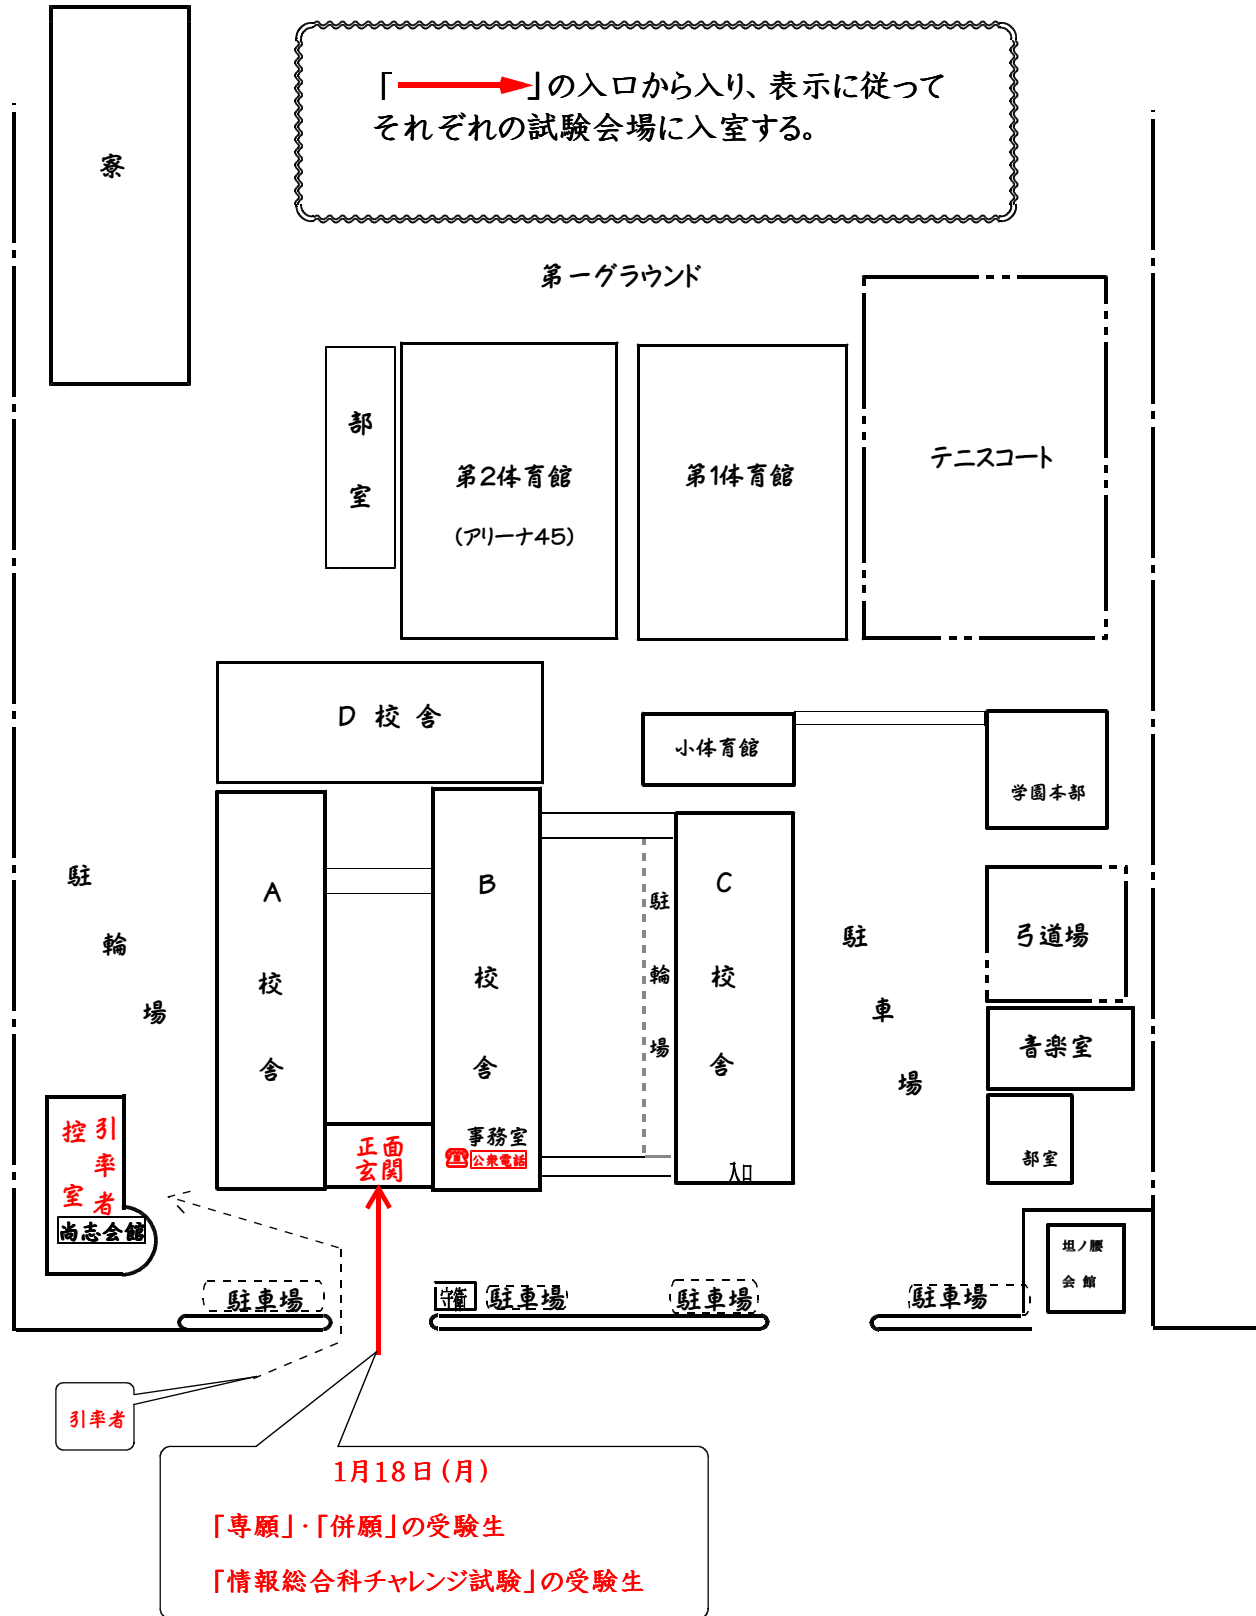 「→」の入口から入り、表示に従って
それぞれの試験会場に入室する。
寮
第一グラウンド
部室
第2体育館
(アリーナ45)
第1体育館
テニスコート
D 校 舎
小体育館
学園本部
A校舎
B校舎
C校舎
駐輪場
駐輪場
駐車場
弓道場
音楽室
部室
引率者
控室
尚志会館
正面
玄関
事務室
☎公衆電話
入口
坦ノ腰
会 館
駐車場
守衛
駐車場
駐車場
駐車場
引率者
1月18日(月)
「専願」・「併願」の受験生
「情報総合科チャレンジ試験」の受験生